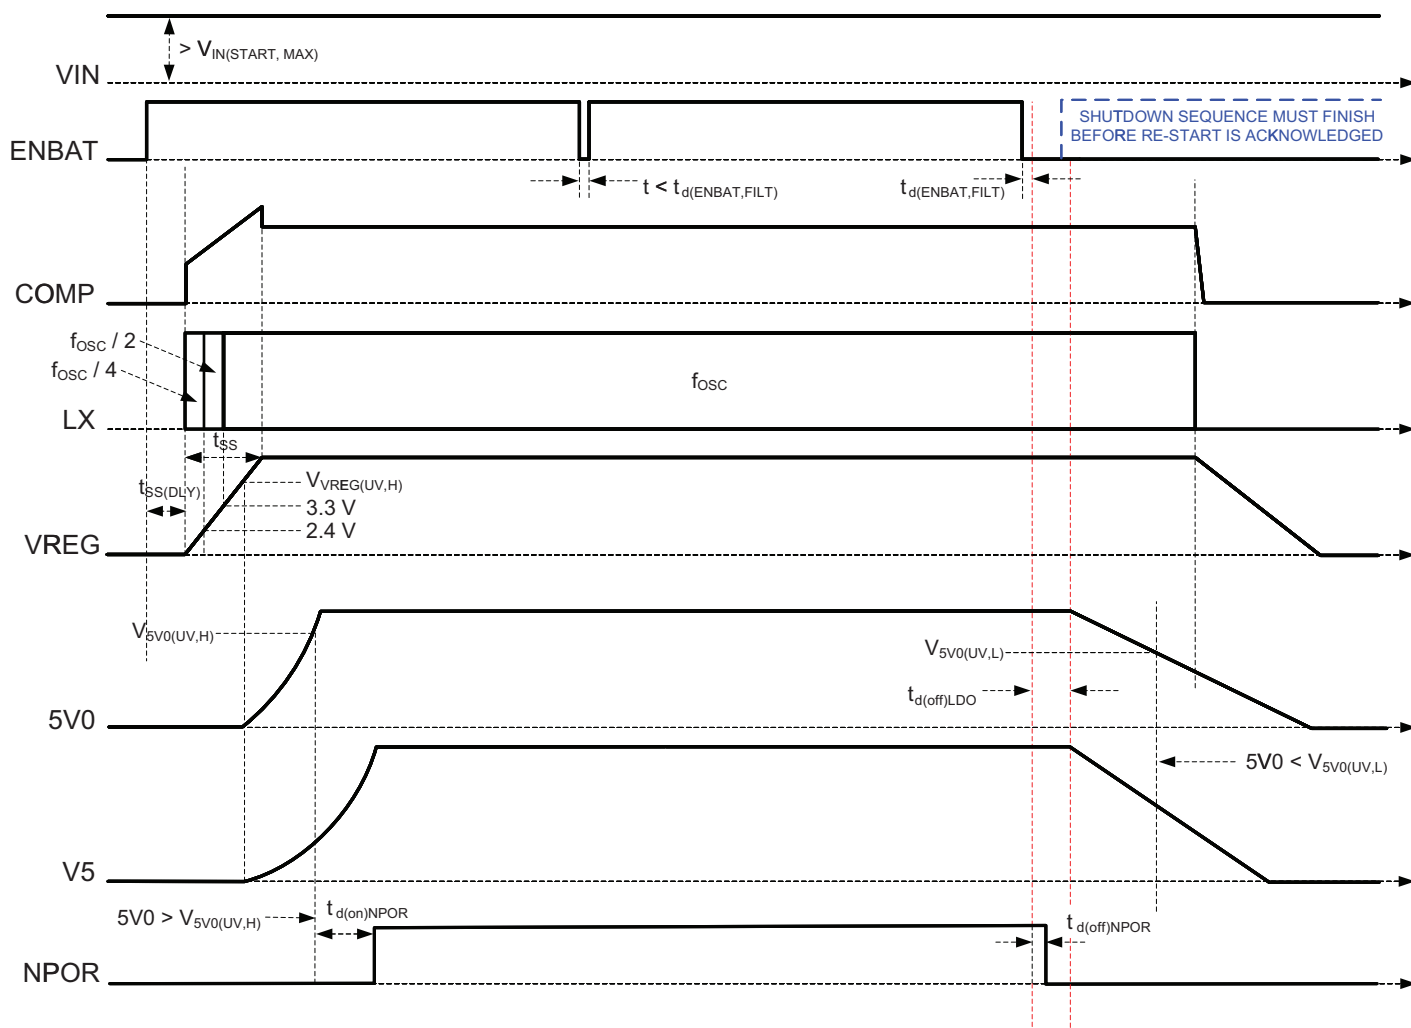 > VIN(START, MAX)
VIN
SHUTDOWN SEQUENCE MUST FINISH
BEFORE RE-START IS ACKNOWLEDGED
ENBAT
t < td(ENBAT,FILT)
td(ENBAT,FILT)
COMP
fOSC / 2
fOSC / 4
fOSC
LX
tSS
tSS(DLY)
VVREG(UV,H)
3.3 V
2.4 V
VREG
V5V0(UV,H)
V5V0(UV,L)
td(off)LDO
5V0
5V0 < V5V0(UV,L)
V5
5V0 > V5V0(UV,H)
td(on)NPOR
td(off)NPOR
NPOR